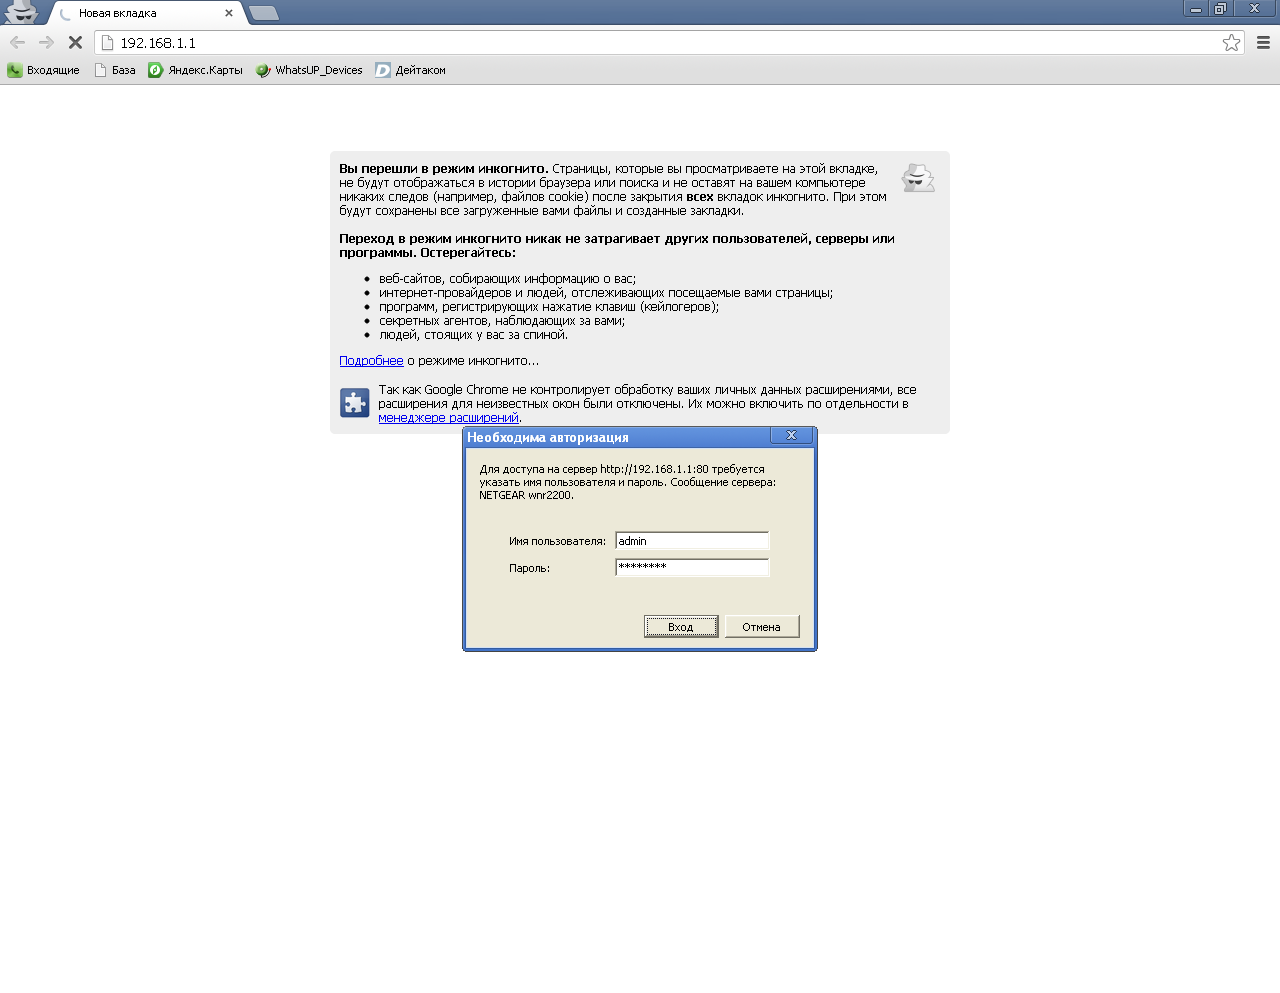 Новая вкладка
192.168.1.1
Входящие База Яндекс.Карты WhatsUP_Devices Дейтаком
Вы перешли в режим инкогнито. Страницы, которые вы просматриваете на этой вкладке,
не будут отображаться в истории браузера или поиска и не оставят на вашем компьютере
никаких следов (например, файлов cookie) после закрытия всех вкладок инкогнито. При этом
будут сохранены все загруженные вами файлы и созданные закладки.
Переход в режим инкогнито никак не затрагивает других пользователей, серверы или
программы. Остерегайтесь:
• веб-сайтов, собирающих информацию о вас;
• интернет-провайдеров и людей, отслеживающих посещаемые вами страницы;
• программ, регистрирующих нажатие клавиш (кейлогеров);
• секретных агентов, наблюдающих за вами;
• людей, стоящих у вас за спиной.
Подробнее о режиме инкогнито...
Так как Google Chrome не контролирует обработку ваших личных данных расширениями, все
расширения для неизвестных окон были отключены. Их можно включить по отдельности в
менеджере расширений.
Необходима авторизация
Для доступа на сервер http://192.168.1.1:80 требуется
указать имя пользователя и пароль. Сообщение сервера:
NETGEAR wnr2200.
Имя пользователя: admin
Пароль: ********
Вход Отмена